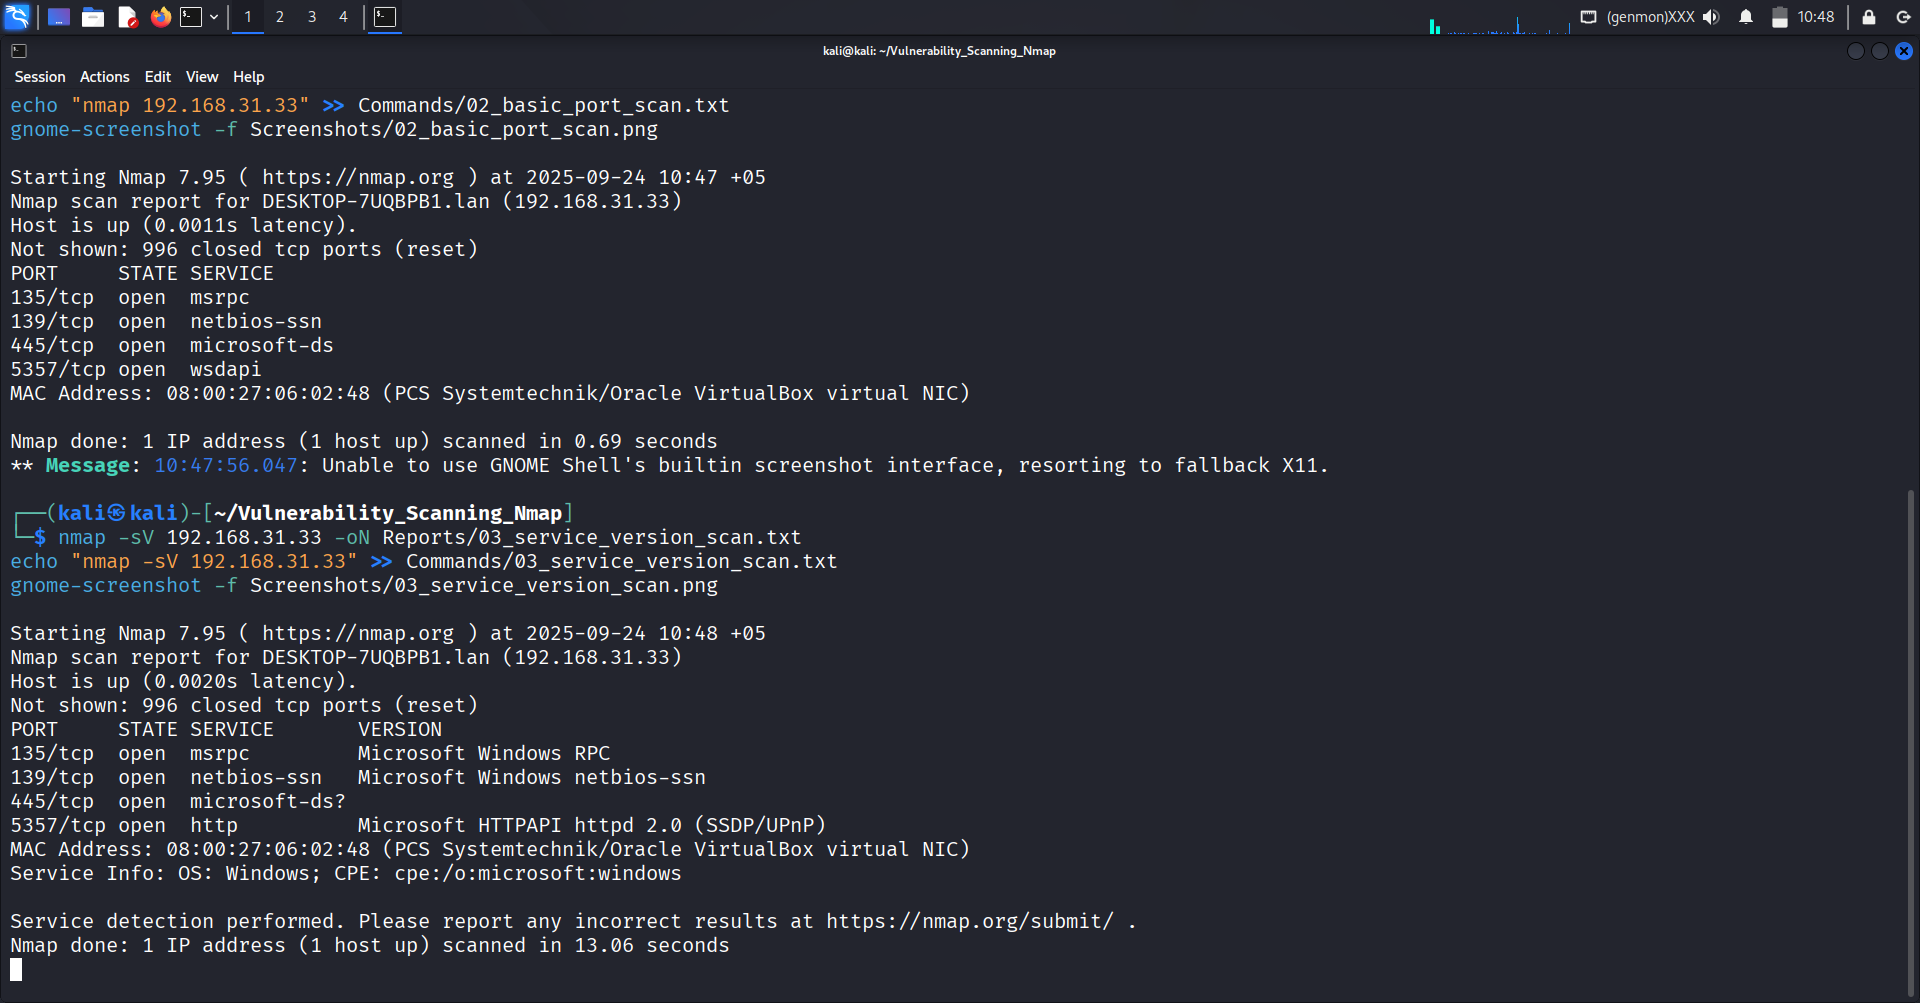 1 2 3 4
(genmon)XXX 10:48
kali@kali: ~/Vulnerability_Scanning_Nmap
Session Actions Edit View Help
echo "nmap 192.168.31.33" >> Commands/02_basic_port_scan.txt
gnome-screenshot -f Screenshots/02_basic_port_scan.png
Starting Nmap 7.95 ( https://nmap.org ) at 2025-09-24 10:47 +05
Nmap scan report for DESKTOP-7UQBPB1.lan (192.168.31.33)
Host is up (0.0011s latency).
Not shown: 996 closed tcp ports (reset)
PORT     STATE SERVICE
135/tcp  open  msrpc
139/tcp  open  netbios-ssn
445/tcp  open  microsoft-ds
5357/tcp open  wsdapi
MAC Address: 08:00:27:06:02:48 (PCS Systemtechnik/Oracle VirtualBox virtual NIC)
Nmap done: 1 IP address (1 host up) scanned in 0.69 seconds
** Message: 10:47:56.047: Unable to use GNOME Shell's builtin screenshot interface, resorting to fallback X11.
┌──(kali㉿kali)-[~/Vulnerability_Scanning_Nmap]
└─$ nmap -sV 192.168.31.33 -oN Reports/03_service_version_scan.txt
echo "nmap -sV 192.168.31.33" >> Commands/03_service_version_scan.txt
gnome-screenshot -f Screenshots/03_service_version_scan.png
Starting Nmap 7.95 ( https://nmap.org ) at 2025-09-24 10:48 +05
Nmap scan report for DESKTOP-7UQBPB1.lan (192.168.31.33)
Host is up (0.0020s latency).
Not shown: 996 closed tcp ports (reset)
PORT     STATE SERVICE       VERSION
135/tcp  open  msrpc         Microsoft Windows RPC
139/tcp  open  netbios-ssn   Microsoft Windows netbios-ssn
445/tcp  open  microsoft-ds?
5357/tcp open  http          Microsoft HTTPAPI httpd 2.0 (SSDP/UPnP)
MAC Address: 08:00:27:06:02:48 (PCS Systemtechnik/Oracle VirtualBox virtual NIC)
Service Info: OS: Windows; CPE: cpe:/o:microsoft:windows
Service detection performed. Please report any incorrect results at https://nmap.org/submit/ .
Nmap done: 1 IP address (1 host up) scanned in 13.06 seconds